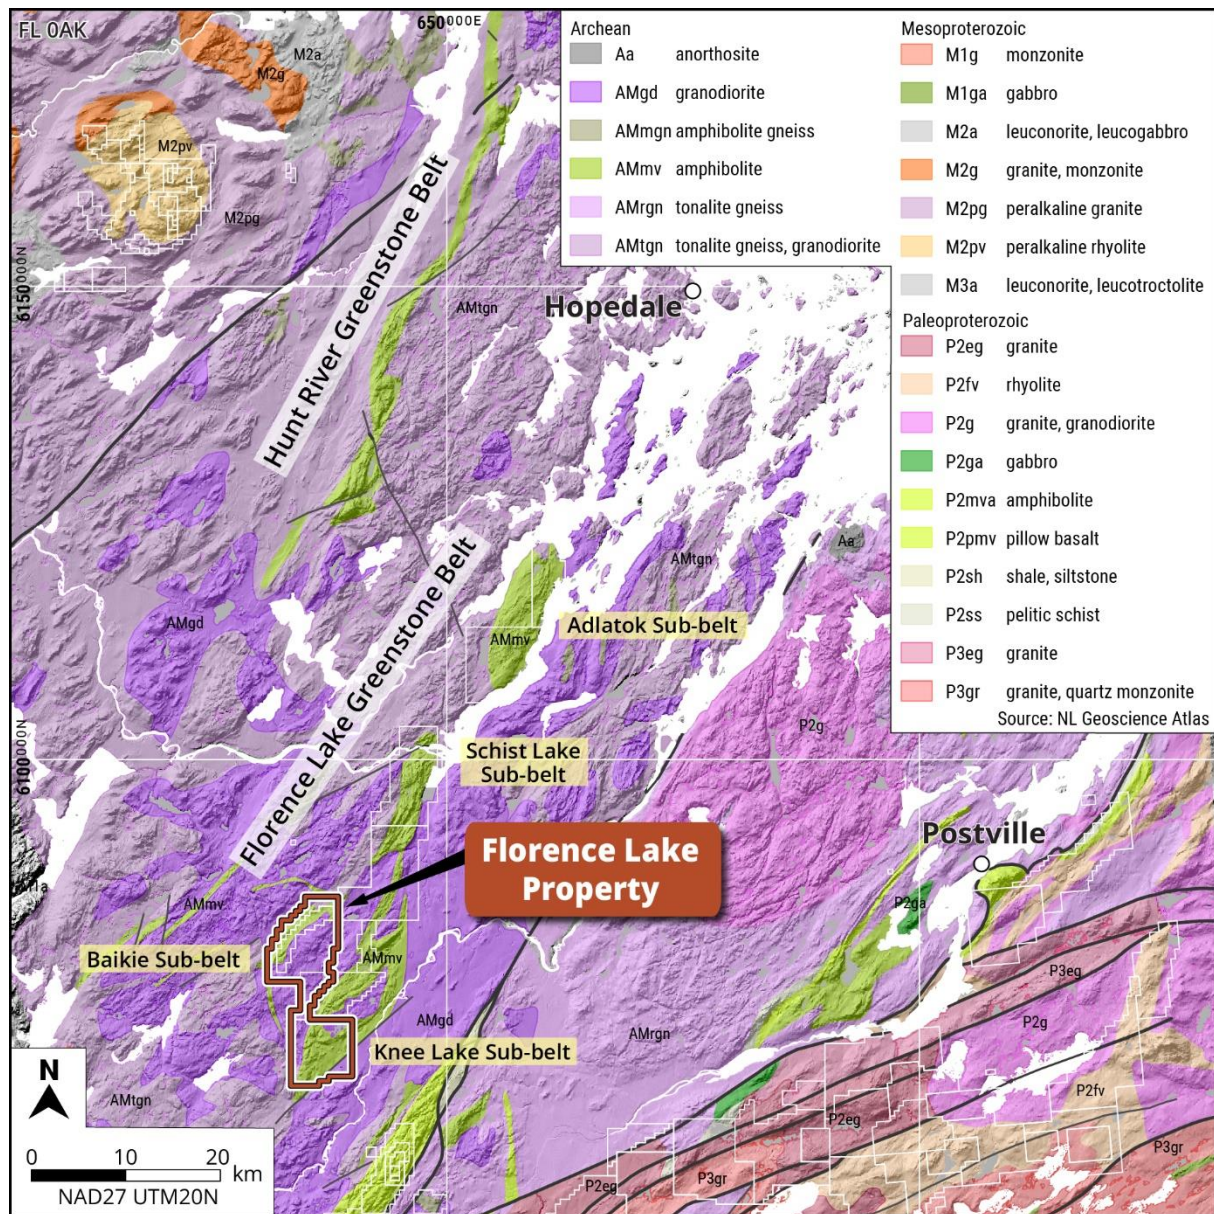 FL OAK
650000E
6150000N
6100000N
Archean
Aa anorthosite
AMgd granodiorite
AMmgn amphibolite gneiss
AMmv amphibolite
AMrgn tonalite gneiss
AMtgn tonalite gneiss, granodiorite
Mesoproterozoic
M1g monzonite
M1ga gabbro
M2a leuconorite, leucogabbro
M2g granite, monzonite
M2pg peralkaline granite
M2pv peralkaline rhyolite
M3a leuconorite, leucotroctolite
Paleoproterozoic
P2eg granite
P2fv rhyolite
P2g granite, granodiorite
P2ga gabbro
P2mva amphibolite
P2pmv pillow basalt
P2sh shale, siltstone
P2ss pelitic schist
P3eg granite
P3gr granite, quartz monzonite
Source: NL Geoscience Atlas
M2a
M2g
M2pv
M2pg
Hunt River Greenstone Belt
AMtgn
Hopedale
Florence Lake Greenstone Belt
AMgd
AMmv
AMtgn
Aa
Adlatok Sub-belt
P2g
Schist Lake
Sub-belt
Florence Lake
Property
Postville
P2ga
AMmv
Baikie Sub-belt
AMmv
AMgd
Knee Lake Sub-belt
AMrgn
P3eg
P2g
P2fv
P2eg
P3gr
P3gr
P2eg
AMtgn
N
0 10 20 km
NAD27 UTM20N